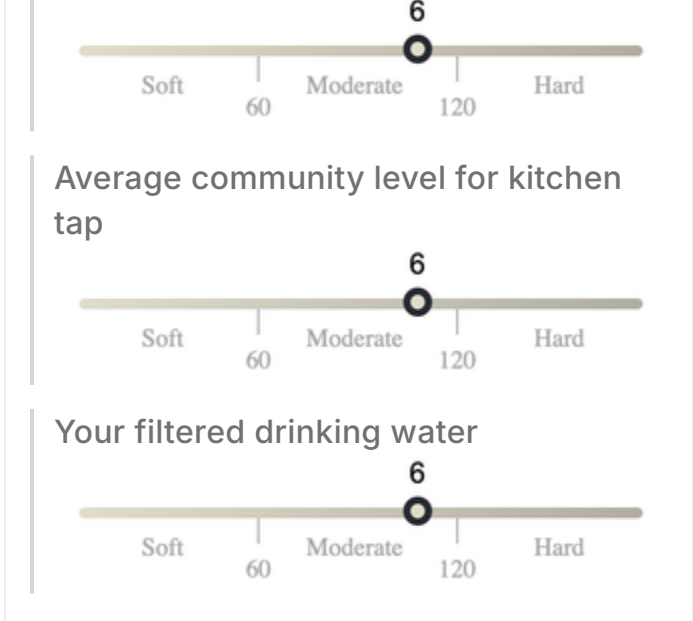 6
Soft Moderate Hard
60 120
Average community level for kitchen
tap
6
Soft Moderate Hard
60 120
Your filtered drinking water
6
Soft Moderate Hard
60 120